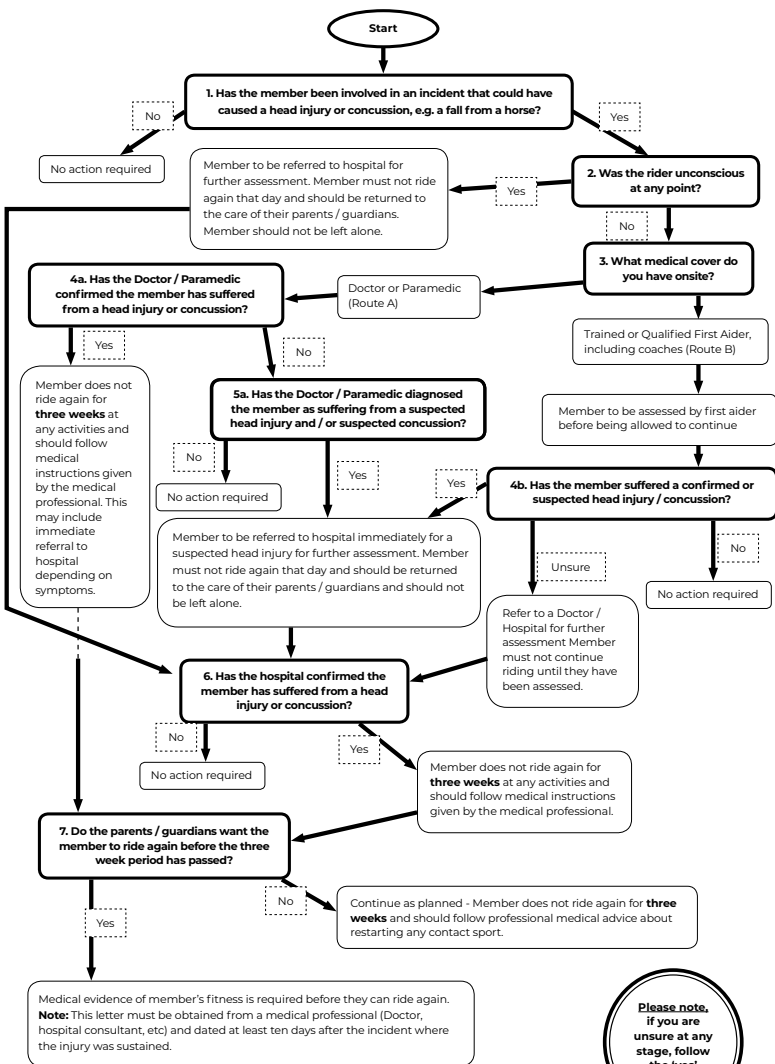 Start
1. Has the member been involved in an incident that could have
caused a head injury or concussion, e.g. a fall from a horse?
No
Yes
No action required
Member to be referred to hospital for
further assessment. Member must not ride
again that day and should be returned to
the care of their parents / guardians.
Member should not be left alone.
Yes
2. Was the rider unconscious
at any point?
No
3. What medical cover do
you have onsite?
Doctor or Paramedic
(Route A)
4a. Has the Doctor / Paramedic
confirmed the member has suffered
from a head injury or concussion?
Trained or Qualified First Aider,
including coaches (Route B)
Yes
No
Member does not
ride again for
three weeks at
any activities and
should follow
medical
instructions given
by the medical
professional. This
may include
immediate
referral to
hospital
depending on
symptoms.
5a. Has the Doctor / Paramedic diagnosed
the member as suffering from a suspected
head injury and / or suspected concussion?
Member to be assessed by first aider
before being allowed to continue
No
Yes
Yes
4b. Has the member suffered a confirmed or
suspected head injury / concussion?
No action required
Member to be referred to hospital immediately for a
suspected head injury for further assessment. Member
must not ride again that day and should be returned
to the care of their parents / guardians and should not
be left alone.
Unsure
No
No action required
Refer to a Doctor /
Hospital for further
assessment Member
must not continue
riding until they have
been assessed.
6. Has the hospital confirmed the
member has suffered from a head
injury or concussion?
No
Yes
No action required
Member does not ride again for
three weeks at any activities and
should follow medical instructions
given by the medical professional.
7. Do the parents / guardians want the
member to ride again before the three
week period has passed?
No
Yes
Continue as planned - Member does not ride again for three
weeks and should follow professional medical advice about
restarting any contact sport.
Medical evidence of member's fitness is required before they can ride again.
Note: This letter must be obtained from a medical professional (Doctor,
hospital consultant, etc) and dated at least ten days after the incident where
the injury was sustained.
Please note,
if you are
unsure at any
stage, follow